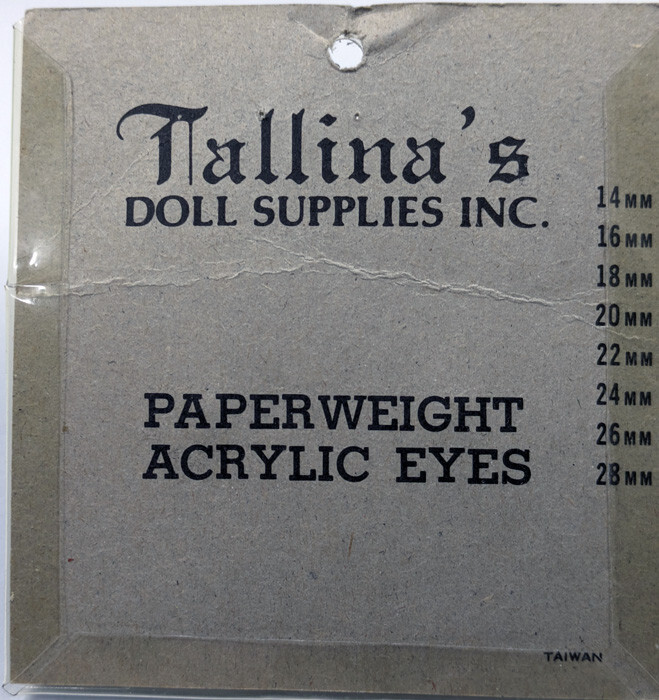 Tallina's
DOLL SUPPLIES INC.
14MM
16MM
18MM
20MM
22MM
24MM
26MM
28MM
PAPERWEIGHT
ACRYLIC EYES
TAIWAN